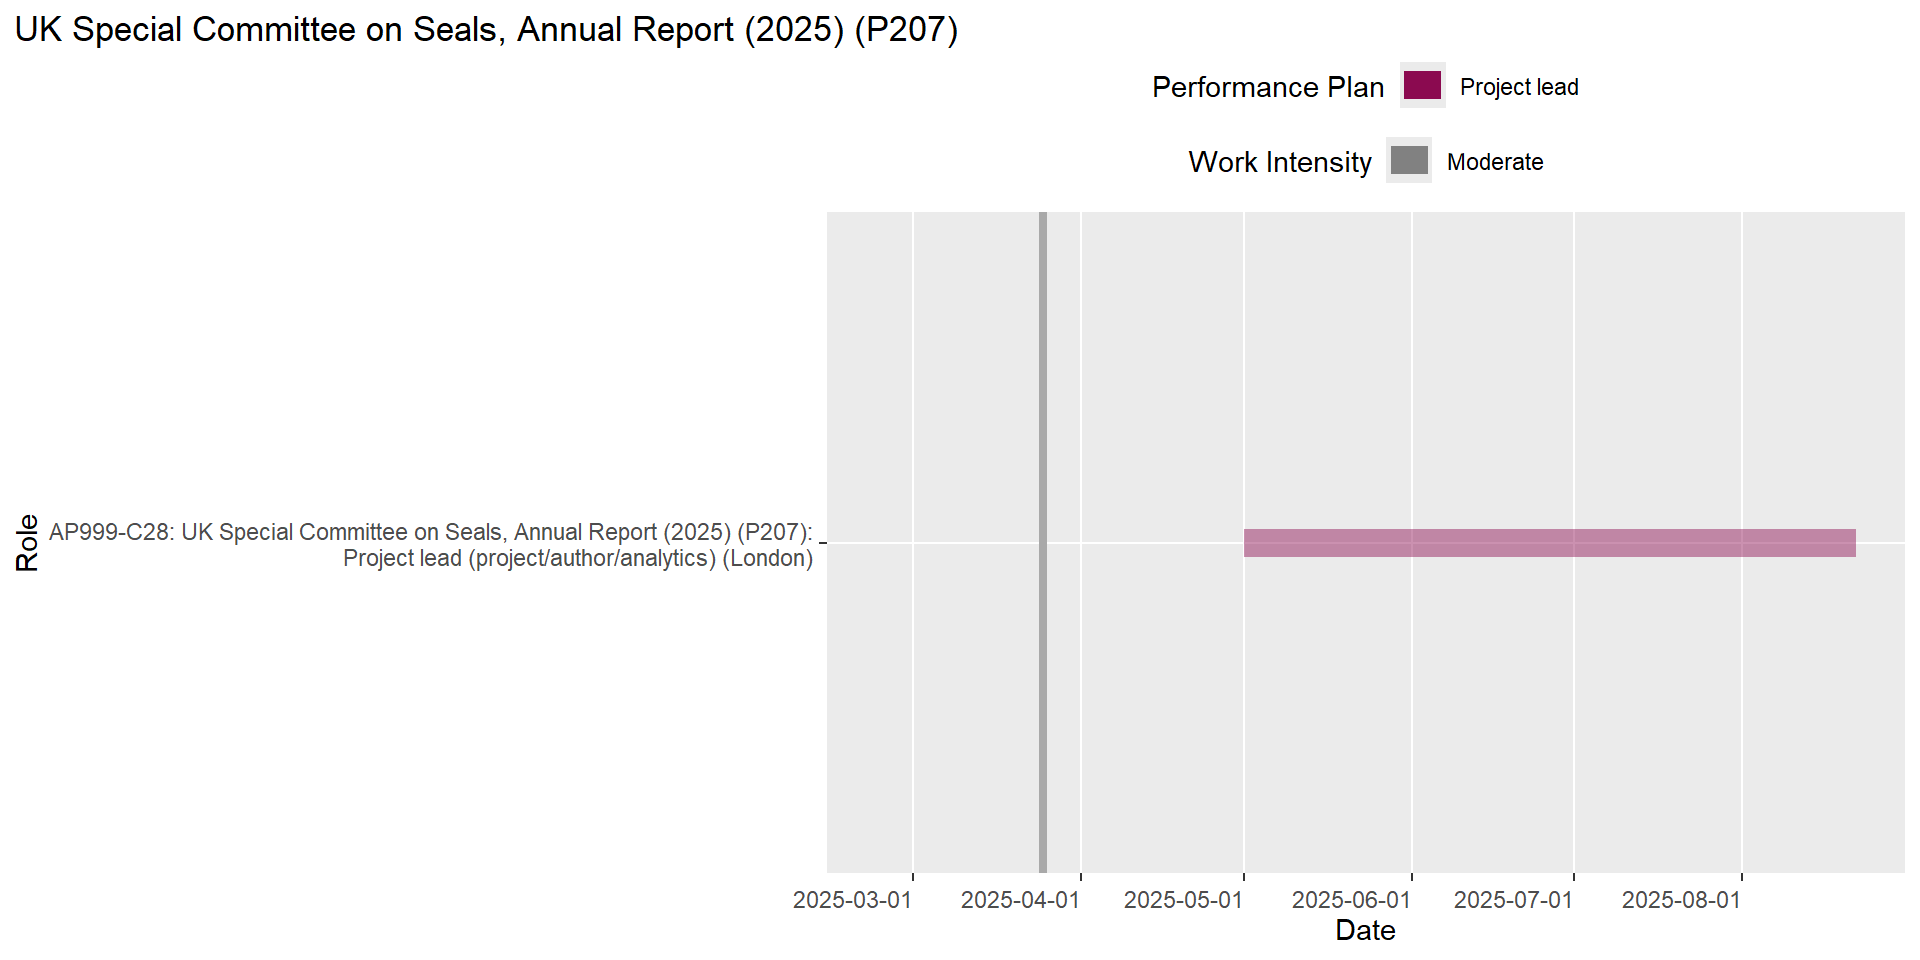 UK Special Committee on Seals, Annual Report (2025) (P207)
Performance Plan
Project lead
Work Intensity
Moderate
Role
AP999-C28: UK Special Committee on Seals, Annual Report (2025) (P207):
Project lead (project/author/analytics) (London)
2025-03-01
2025-04-01
2025-05-01
2025-06-01
2025-07-01
2025-08-01
Date